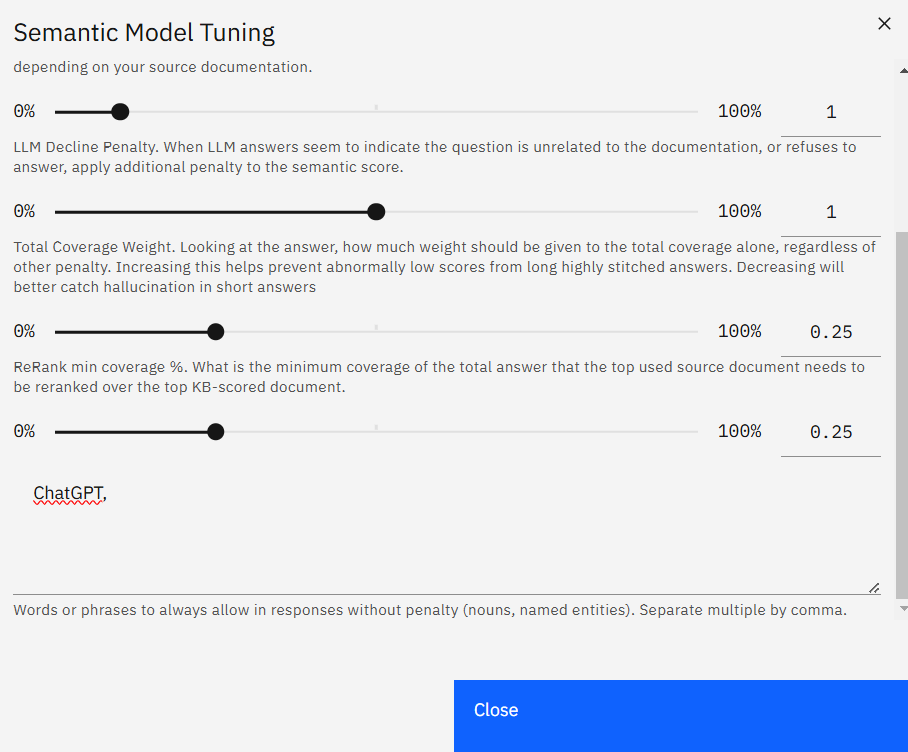 Semantic Model Tuning
depending on your source documentation.
0% 100% 1
LLM Decline Penalty. When LLM answers seem to indicate the question is unrelated to the documentation, or refuses to
answer, apply additional penalty to the semantic score.
0% 100% 1
Total Coverage Weight. Looking at the answer, how much weight should be given to the total coverage alone, regardless of
other penalty. Increasing this helps prevent abnormally low scores from long highly stitched answers. Decreasing will
better catch hallucination in short answers
0% 100% 0.25
ReRank min coverage %. What is the minimum coverage of the total answer that the top used source document needs to
be reranked over the top KB-scored document.
0% 100% 0.25
ChatGPT,
Words or phrases to always allow in responses without penalty (nouns, named entities). Separate multiple by comma.
Close